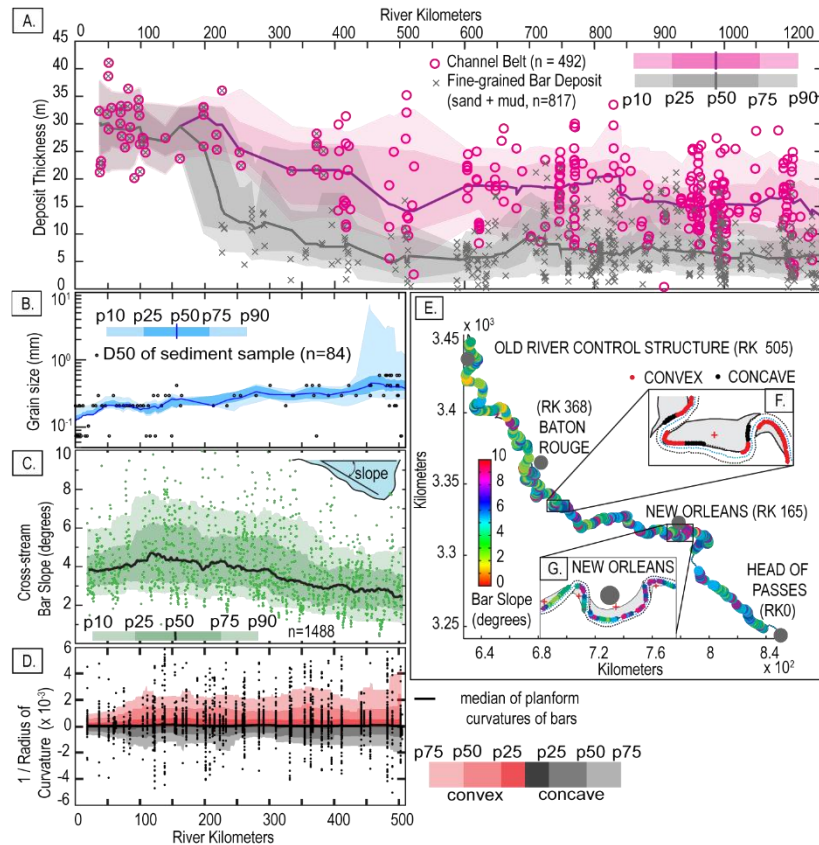 River Kilometers
A.
0 100 200 300 400 500 600 700 800 900 1000 1100 1200
45
40
35
30
25
20
15
10
5
0
Deposit Thickness (m)
Channel Belt (n = 492)
Fine-grained Bar Deposit
(sand + mud, n=817)
p10 p25 p50 p75 p90
B.
10¹
10⁰
10⁻¹
Grain size (mm)
p10 p25 p50 p75 p90
D50 of sediment sample (n=84)
C.
10
8
6
4
2
Cross-stream
Bar Slope (degrees)
slope
p10 p25 p50 p75 p90
n=1488
D.
6
4
2
0
-2
-4
-6
1 / Radius of
Curvature (x 10⁻³)
0 100 200 300 400 500
River Kilometers
E.
x 10³
3.45
3.4
3.35
3.3
3.25
Kilometers
OLD RIVER CONTROL STRUCTURE (RK 505)
CONVEX CONCAVE
F.
(RK 368)
BATON
ROUGE
10
8
6
4
2
0
Bar Slope
(degrees)
NEW ORLEANS (RK 165)
G. NEW ORLEANS
HEAD OF
PASSES
(RK0)
6.4 6.8 7.2 7.6 8 8.4
Kilometers
x 10²
median of planform
curvatures of bars
p75 p50 p25 p25 p50 p75
convex concave